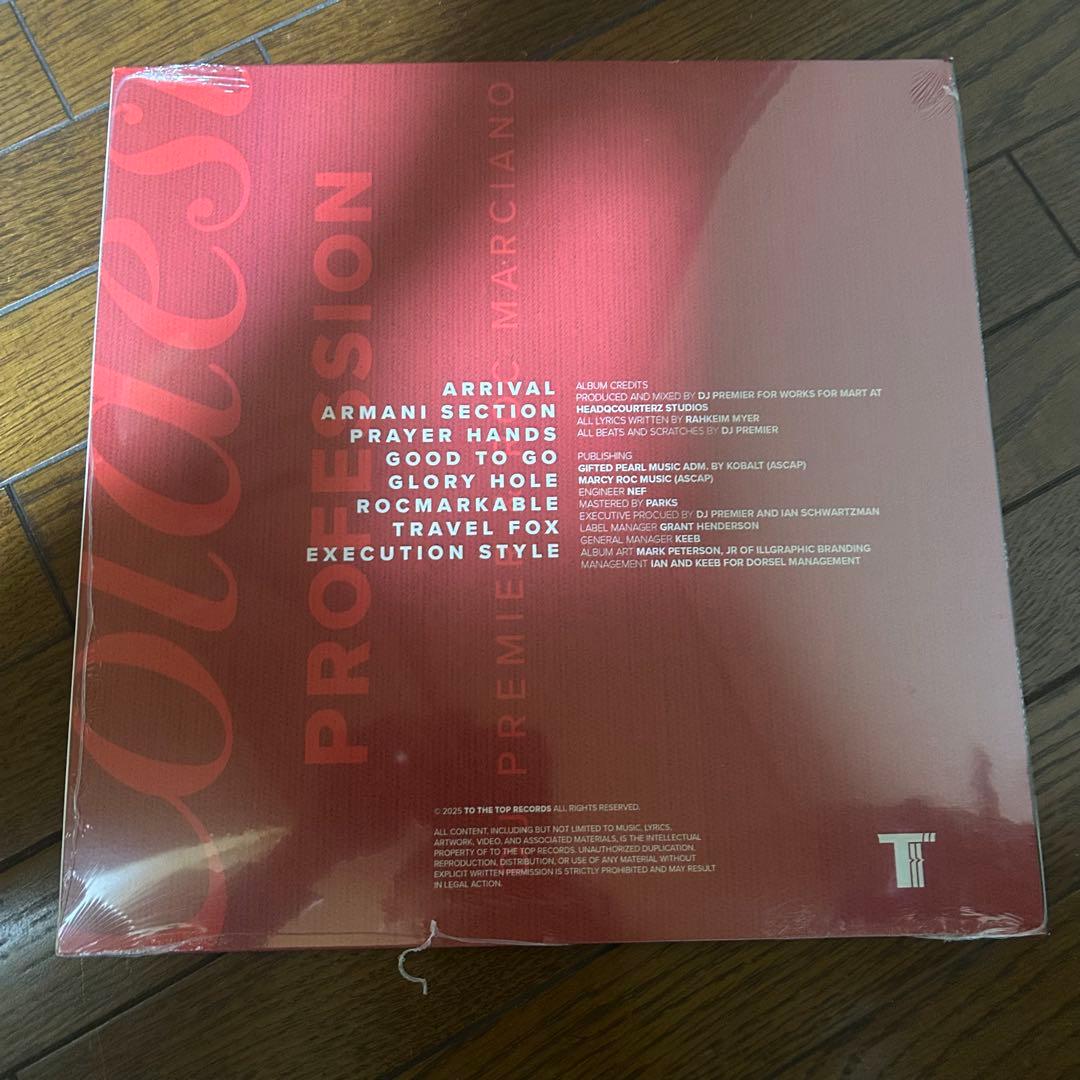 oldest
PROFESSION
PREMIER ROC MARCIANO
ARRIVAL
ARMANI SECTION
PRAYER HANDS
GOOD TO GO
GLORY HOLE
ROCMARKABLE
TRAVEL FOX
EXECUTION STYLE
ALBUM CREDITS
PRODUCED AND MIXED BY DJ PREMIER FOR WORKS FOR MART AT
HEADQCOURTERZ STUDIOS
ALL LYRICS WRITTEN BY RAHKEIM MYER
ALL BEATS AND SCRATCHES BY DJ PREMIER
PUBLISHING
GIFTED PEARL MUSIC ADM. BY KOBALT (ASCAP)
MARCY ROC MUSIC (ASCAP)
ENGINEER NEF
MASTERED BY PARKS
EXECUTIVE PROCUED BY DJ PREMIER AND IAN SCHWARTZMAN
LABEL MANAGER GRANT HENDERSON
GENERAL MANAGER KEEB
ALBUM ART MARK PETERSON, JR OF ILLGRAPHIC BRANDING
MANAGEMENT IAN AND KEEB FOR DORSEL MANAGEMENT
© 2025 TO THE TOP RECORDS ALL RIGHTS RESERVED.
ALL CONTENT, INCLUDING BUT NOT LIMITED TO MUSIC, LYRICS,
ARTWORK, VIDEO, AND ASSOCIATED MATERIALS, IS THE INTELLECTUAL
PROPERTY OF TO THE TOP RECORDS. UNAUTHORIZED DUPLICATION,
REPRODUCTION, DISTRIBUTION, OR USE OF ANY MATERIAL WITHOUT
EXPLICIT WRITTEN PERMISSION IS STRICTLY PROHIBITED AND MAY RESULT
IN LEGAL ACTION.